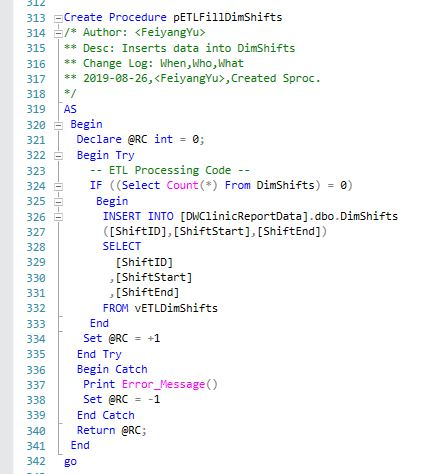 312
313 Create Procedure pETLFillDimShifts
314 /* Author: <FeiyangYu>
315 ** Desc: Inserts data into DimShifts
316 ** Change Log: When,Who,What
317 ** 2019-08-26,<FeiyangYu>,Created Sproc.
318 */
319 AS
320 Begin
321 Declare @RC int = 0;
322 Begin Try
323 -- ETL Processing Code --
324 IF ((Select Count(*) From DimShifts) = 0)
325 Begin
326 INSERT INTO [DWClinicReportData].dbo.DimShifts
327 ([ShiftID],[ShiftStart],[ShiftEnd])
328 SELECT
329 [ShiftID]
330 ,[ShiftStart]
331 ,[ShiftEnd]
332 FROM vETLDimShifts
333 End
334 Set @RC = +1
335 End Try
336 Begin Catch
337 Print Error_Message()
338 Set @RC = -1
339 End Catch
340 Return @RC;
341 End
342 go